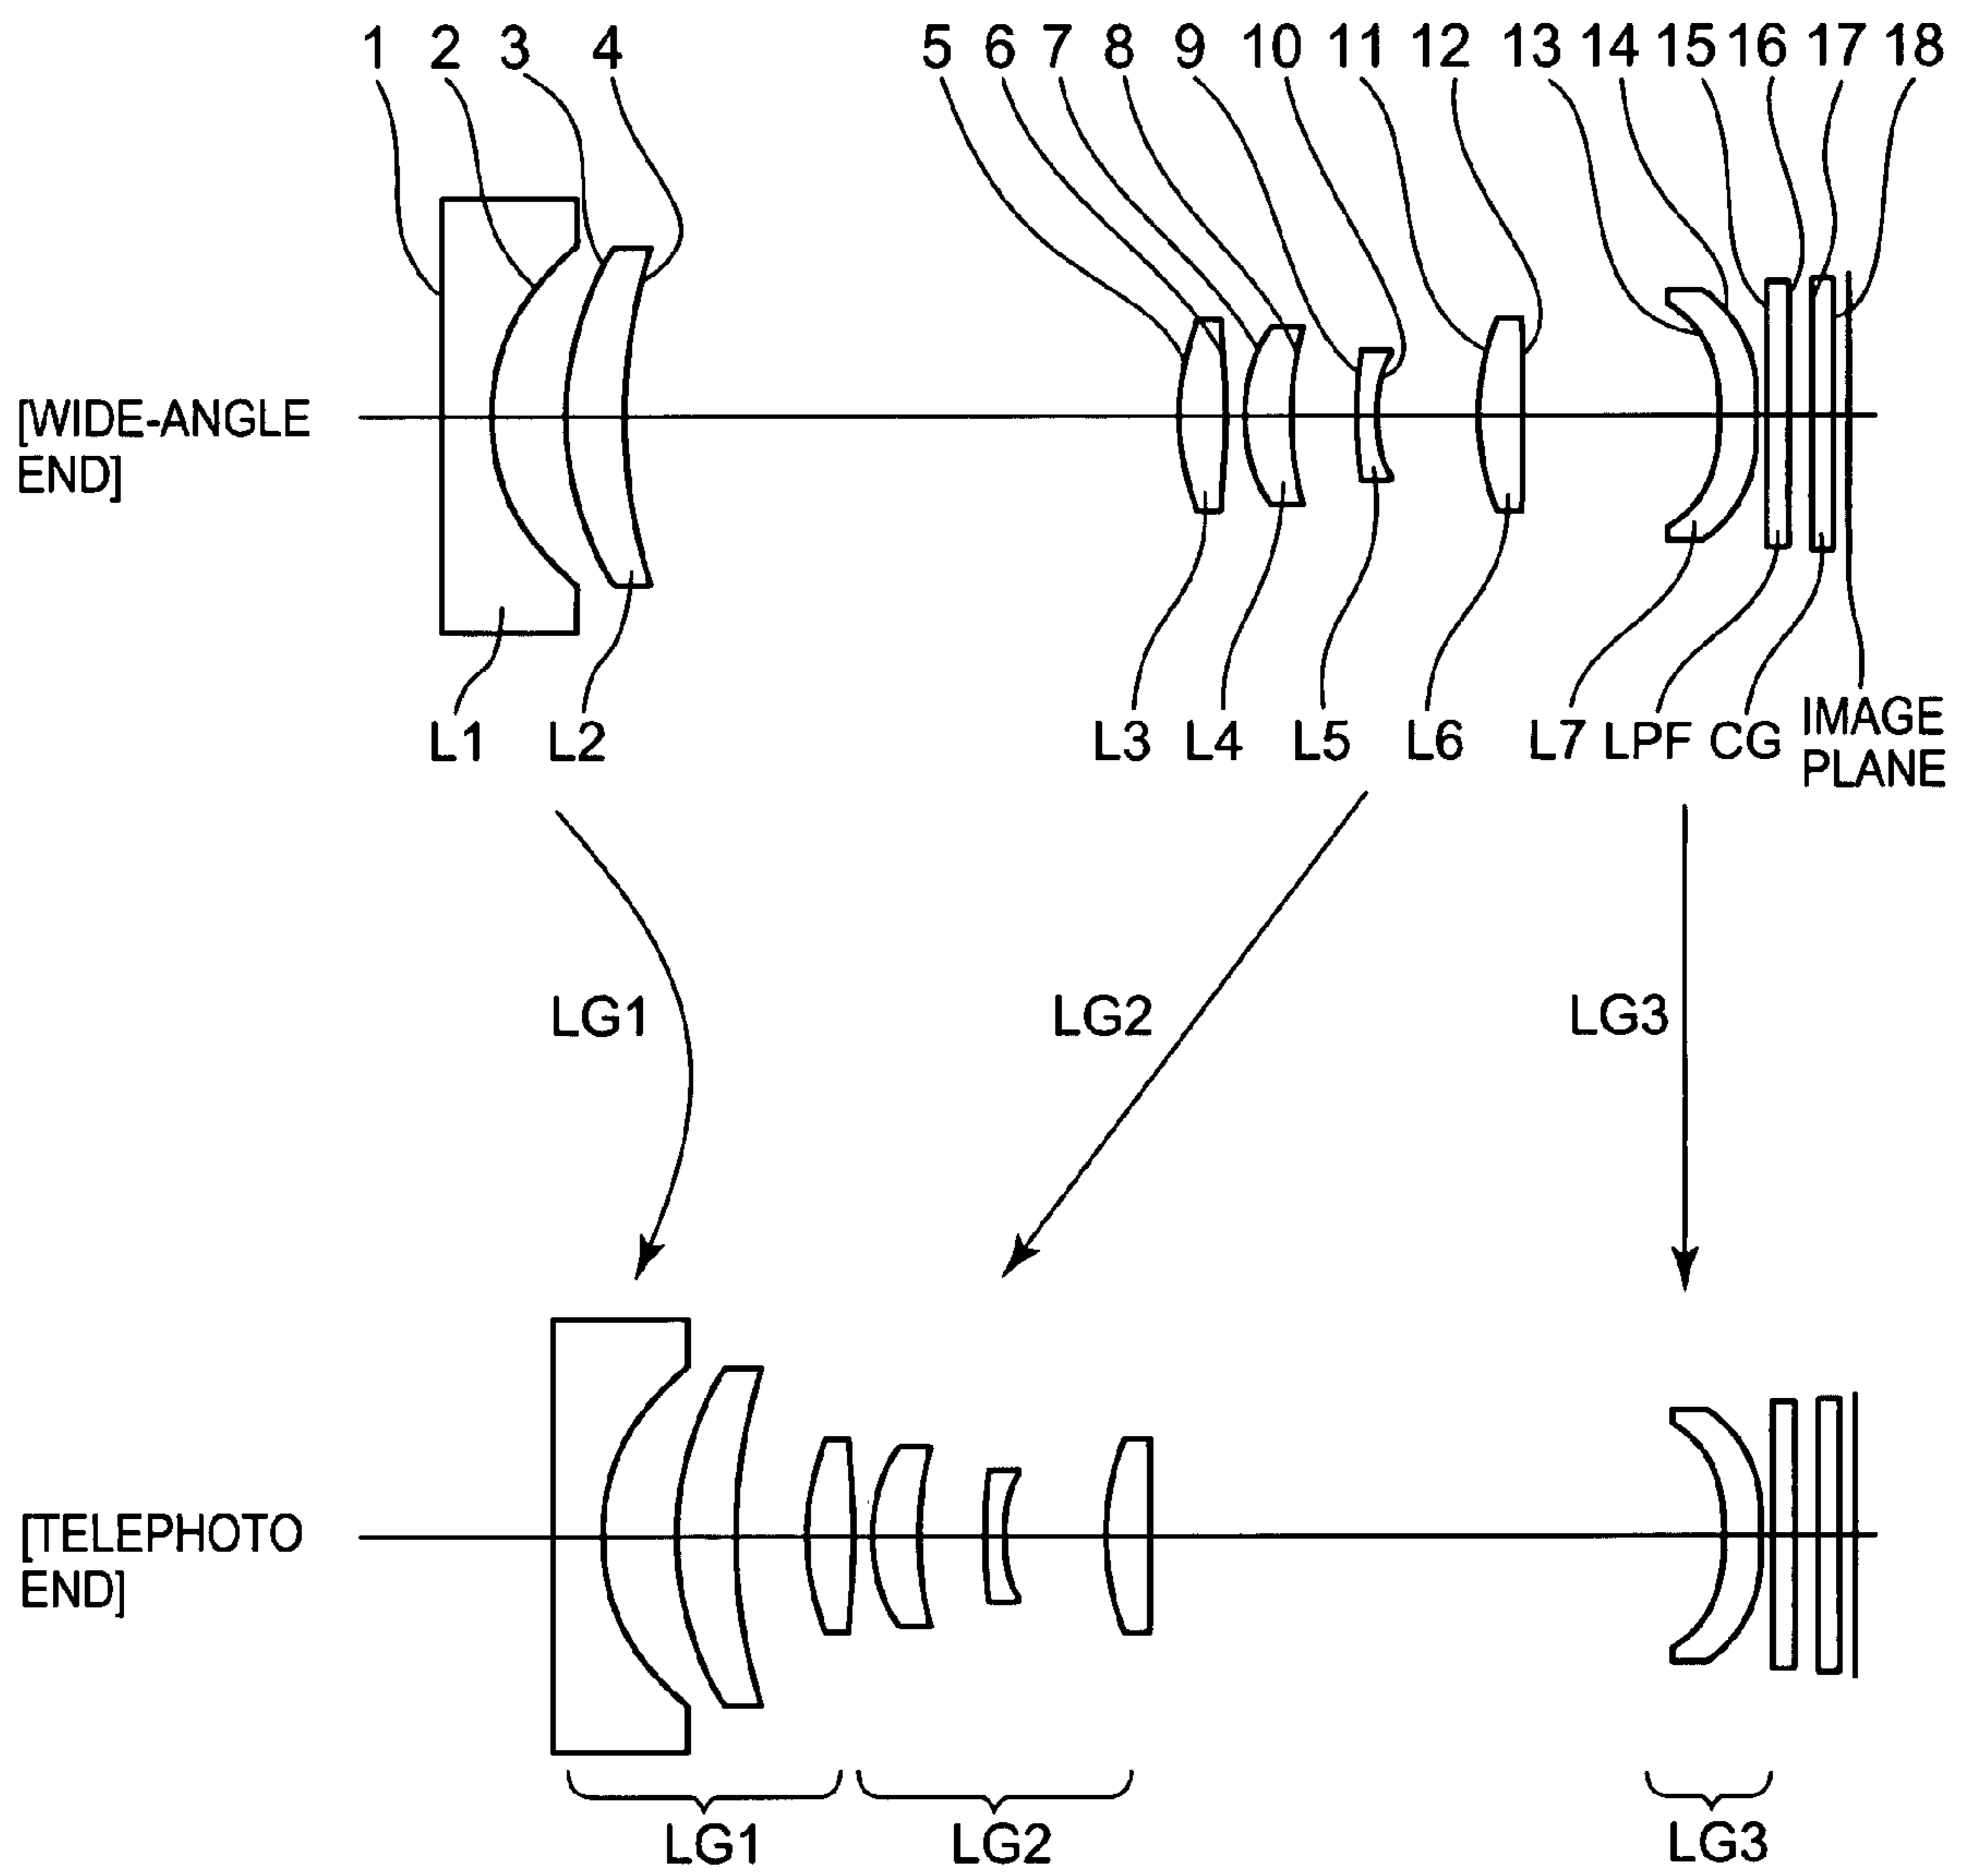 1 2 3 4 5 6 7 8 9 10 11 12 13 14 15 16 17 18
[WIDE-ANGLE
END]
L1 L2 L3 L4 L5 L6 L7 LPF CG IMAGE
PLANE
LG1 LG2 LG3
[TELEPHOTO
END]
LG1 LG2 LG3